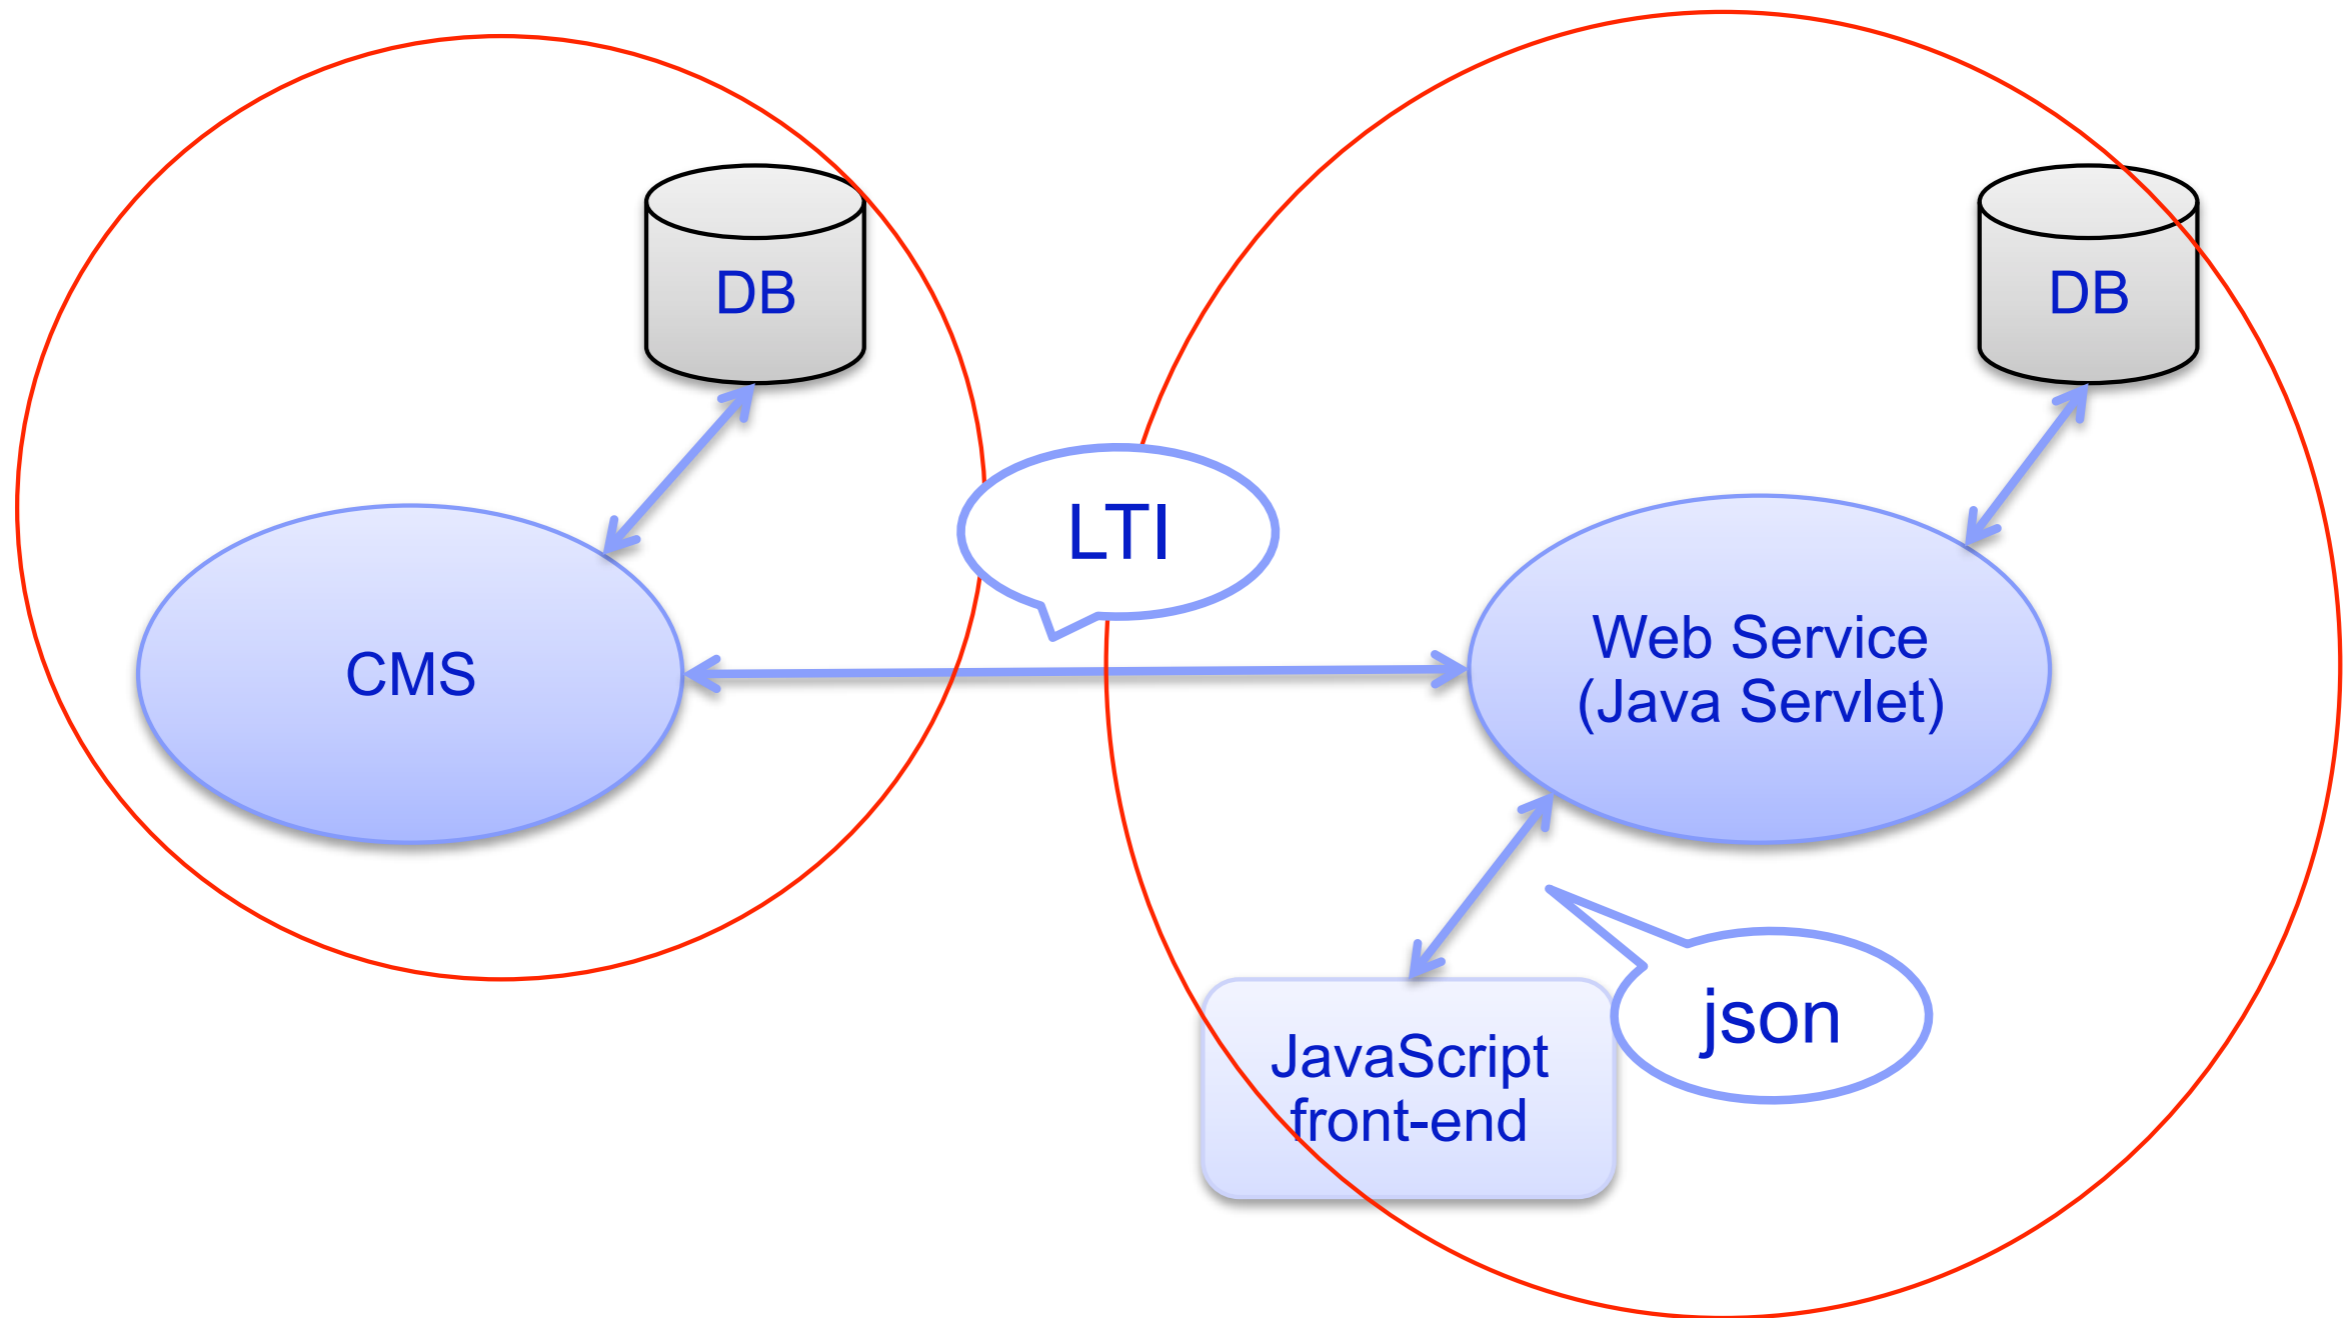 DB
DB
LTI
CMS
Web Service
(Java Servlet)
json
JavaScript
front-end